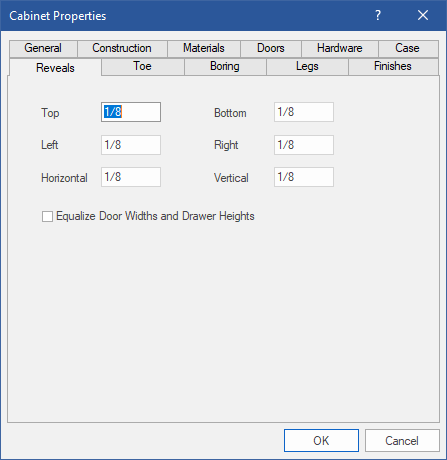 Cabinet Properties ? ×
General Construction Materials Doors Hardware Case
Reveals Toe Boring Legs Finishes
Top 1/8 Bottom 1/8
Left 1/8 Right 1/8
Horizontal 1/8 Vertical 1/8
Equalize Door Widths and Drawer Heights
OK Cancel